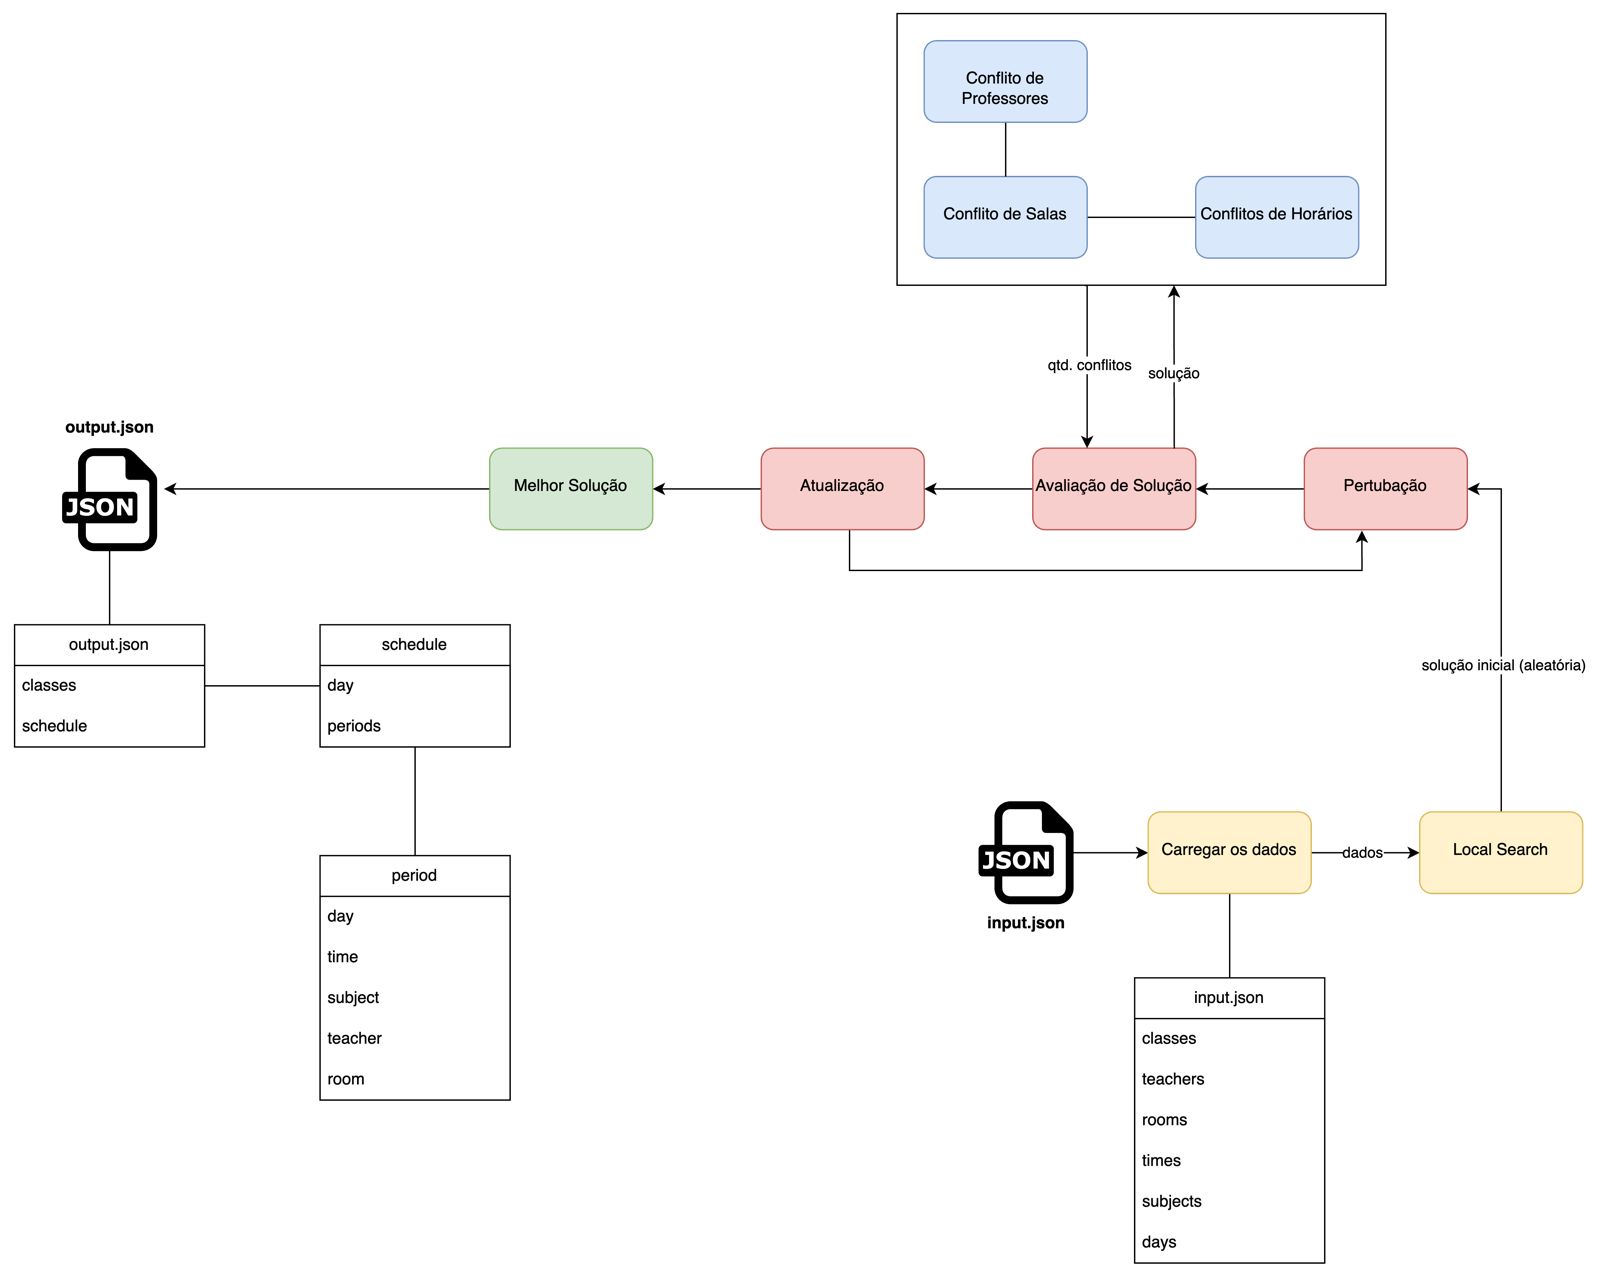 Conflito de
Professores
Conflito de Salas
Conflitos de Horários
qtd. conflitos
solução
output.json
JSON
Melhor Solução
Atualização
Avaliação de Solução
Pertubação
output.json
classes
schedule
schedule
day
periods
solução inicial (aleatória)
period
day
time
subject
teacher
room
JSON
input.json
Carregar os dados
dados
Local Search
input.json
classes
teachers
rooms
times
subjects
days